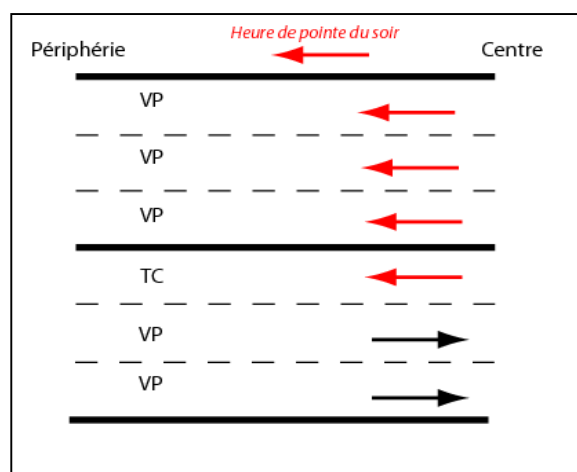 Heure de pointe du soir
Périphérie Centre
VP
VP
VP
TC
VP
VP